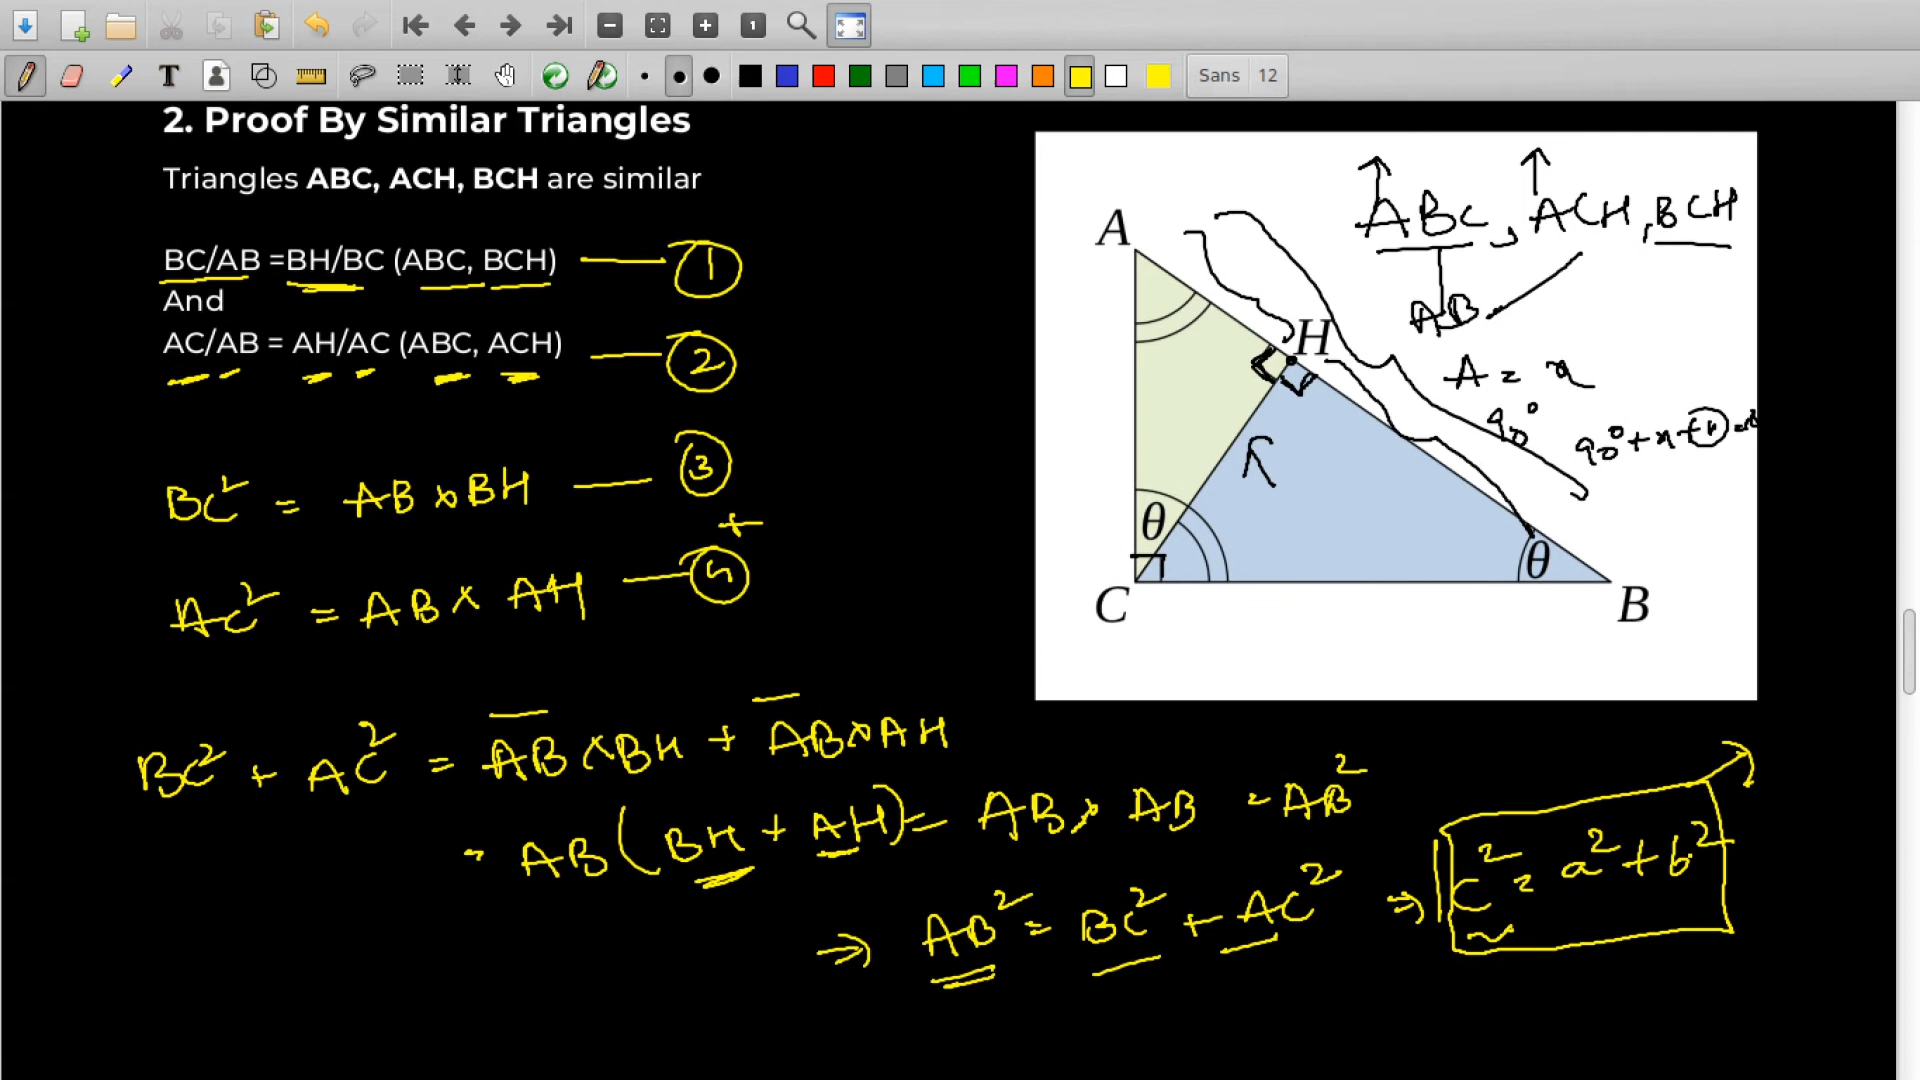 1
Sans 12
2. Proof By Similar Triangles
Triangles ABC, ACH, BCH are similar
BC/AB =BH/BC (ABC, BCH) — 1
And
AC/AB = AH/AC (ABC, ACH) — 2
BC² = AB × BH — 3
+
AC² = AB × AH — 4
BC² + AC² = AB × BH + AB × AH
= AB (BH + AH) = AB × AB = AB²
⇒ AB² = BC² + AC² ⇒ c² = a² + b²
ABC, ACH, BCH
AB
A = x
90°
90° + x +
A
H
θ
θ
C
B